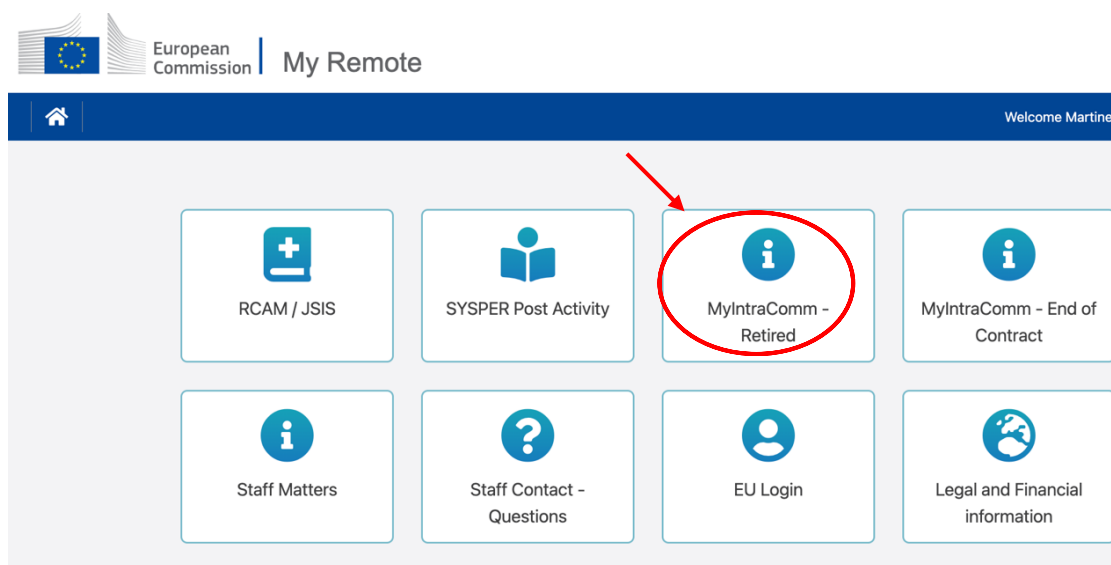 European
Commission
My Remote
Welcome Martine
RCAM / JSIS
SYSPER Post Activity
MyIntraComm -
Retired
MyIntraComm - End of
Contract
Staff Matters
Staff Contact -
Questions
EU Login
Legal and Financial
information